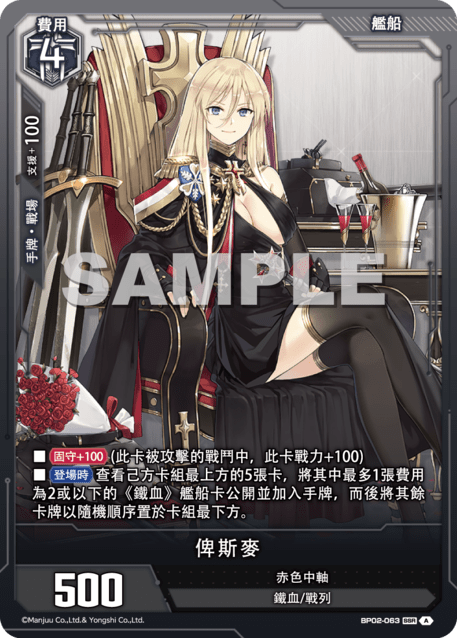 費用
4
艦船
支援+100
手牌・戰場
SAMPLE
■ 固守+100 (此卡被攻擊的戰鬥中，此卡戰力+100)
■ 登場時 查看己方卡組最上方的5張卡，將其中最多1張費用
為2或以下的《鐵血》艦船卡公開並加入手牌，而後將其餘
卡牌以隨機順序置於卡組最下方。
俾斯麥
500
赤色中軸
鐵血/戰列
©Manjuu Co.,Ltd.& Yongshi Co.,Ltd.
BP02-063 SSR A